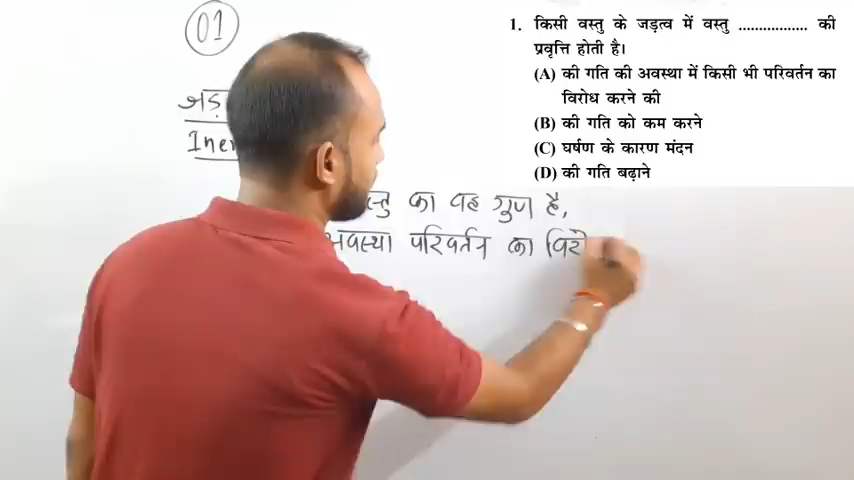 01
1. किसी वस्तु के जड़त्व में वस्तु ................. की
प्रवृत्ति होती है।
(A) की गति की अवस्था में किसी भी परिवर्तन का
विरोध करने की
(B) की गति को कम करने
(C) घर्षण के कारण मंदन
(D) की गति बढ़ाने
का वह गुण है,
अवस्था परिवर्तन का